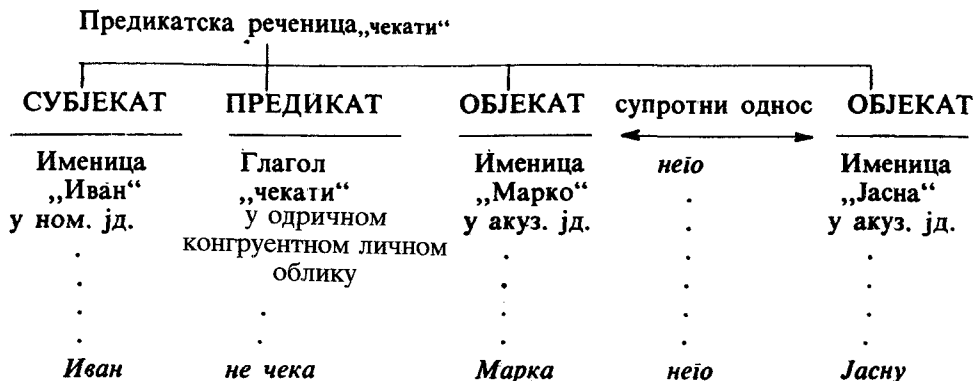 Предикатска реченица „чекати“
СУБЈЕКАТ ПРЕДИКАТ ОБЈЕКАТ супротни однос ОБЈЕКАТ
Именица Глагол Именица него Именица
„Иван“ „чекати“ „Марко“ „Јасна“
у ном. јд. у одричном у акуз. јд. у акуз. јд.
конгруентном личном
облику
Иван не чека Марка него Јасну